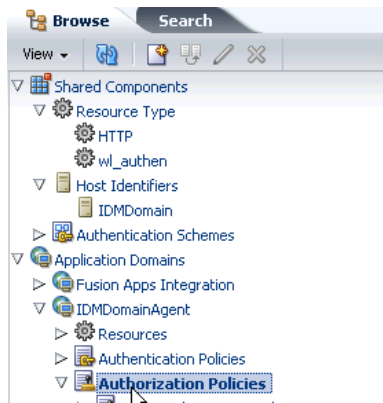 Browse Search
View
Shared Components
Resource Type
HTTP
wl_authen
Host Identifiers
IDMDomain
Authentication Schemes
Application Domains
Fusion Apps Integration
IDMDomainAgent
Resources
Authentication Policies
Authorization Policies